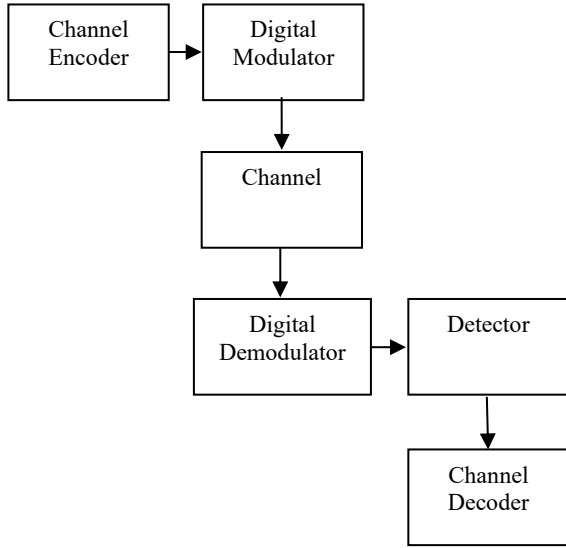 Channel
Encoder
Digital
Modulator
Channel
Digital
Demodulator
Detector
Channel
Decoder